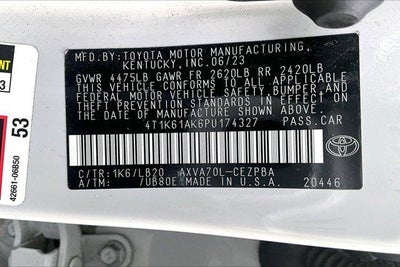 MFD. BY: TOYOTA MOTOR MANUFACTURING,
KENTUCKY, INC. 06/23
GVWR 4475LB GAWR FR 2620LB RR 2420LB
THIS VEHICLE CONFORMS TO ALL APPLICABLE
FEDERAL MOTOR VEHICLE SAFETY, BUMPER, AND
THEFT PREVENTION STANDARDS IN EFFECT ON
THE DATE OF MANUFACTURE SHOWN ABOVE.
4T1K61AK6PU174327 PASS.CAR
C/TR: 1K6/LB20 AXVA70L-CEZPBA
A/TM: /UB80E MADE IN U.S.A.
20446
53
42661-06B50